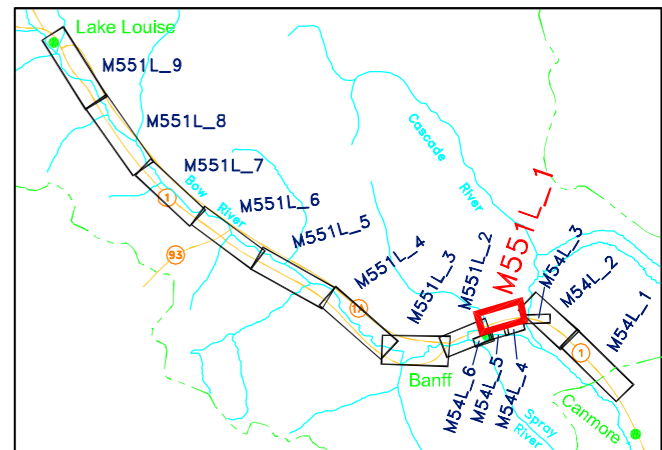 Lake Louise
M551L_9
M551L_8
M551L_7
M551L_6
M551L_5
M551L_4
M551L_3
M551L_2
M551L_1
M54L_3
M54L_2
M54L_1
M54L_6
M54L_5
M54L_4
Bow River
Cascade River
Spray River
Banff
Canmore
1
93
1A
1